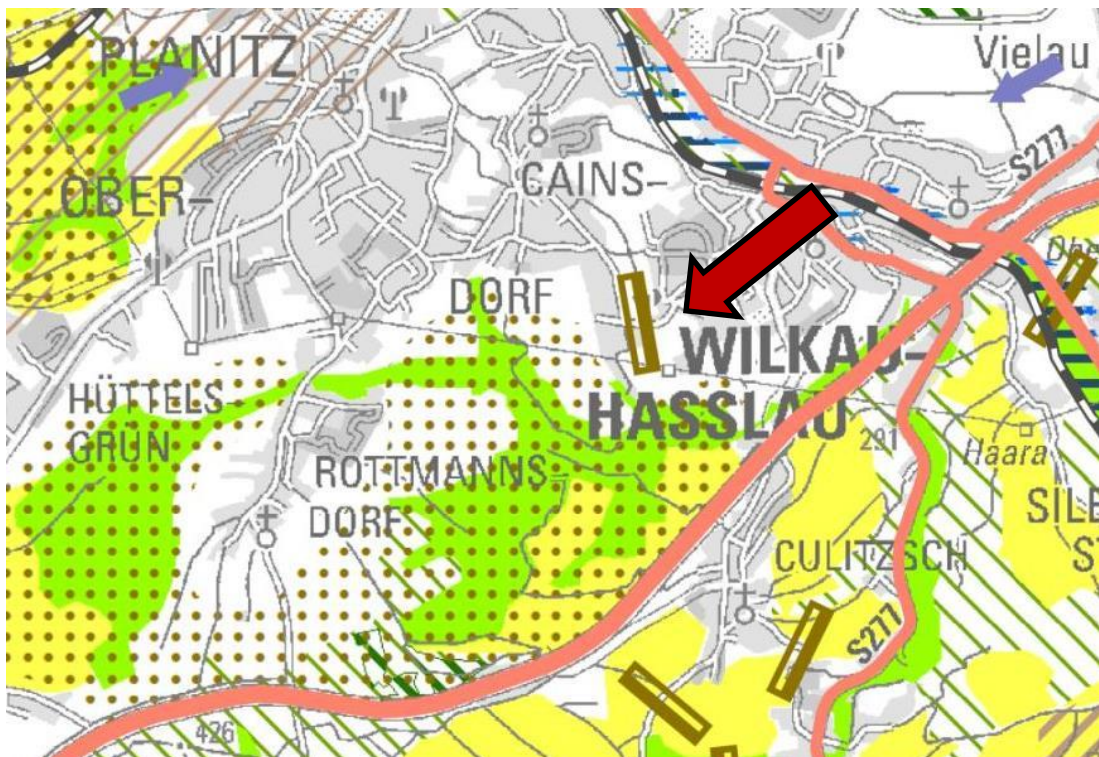 PLANITZ
Vielau
S277
OBER-
CAINS-
DORF
WILKAU-
HASSLAU
HÜTTELS-
GRÜN
ROTTMANNS-
DORF
291
Haara
CULITZSCH
S277
426